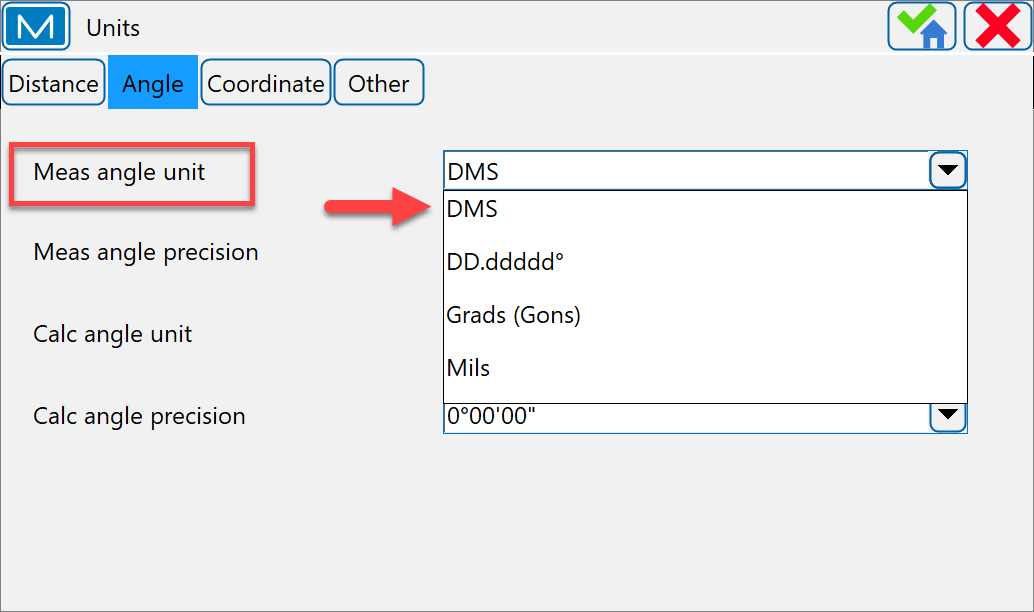 Units
Distance Angle Coordinate Other
Meas angle unit DMS
DMS
Meas angle precision
DD.ddddd°
Grads (Gons)
Calc angle unit
Mils
Calc angle precision 0°00'00"